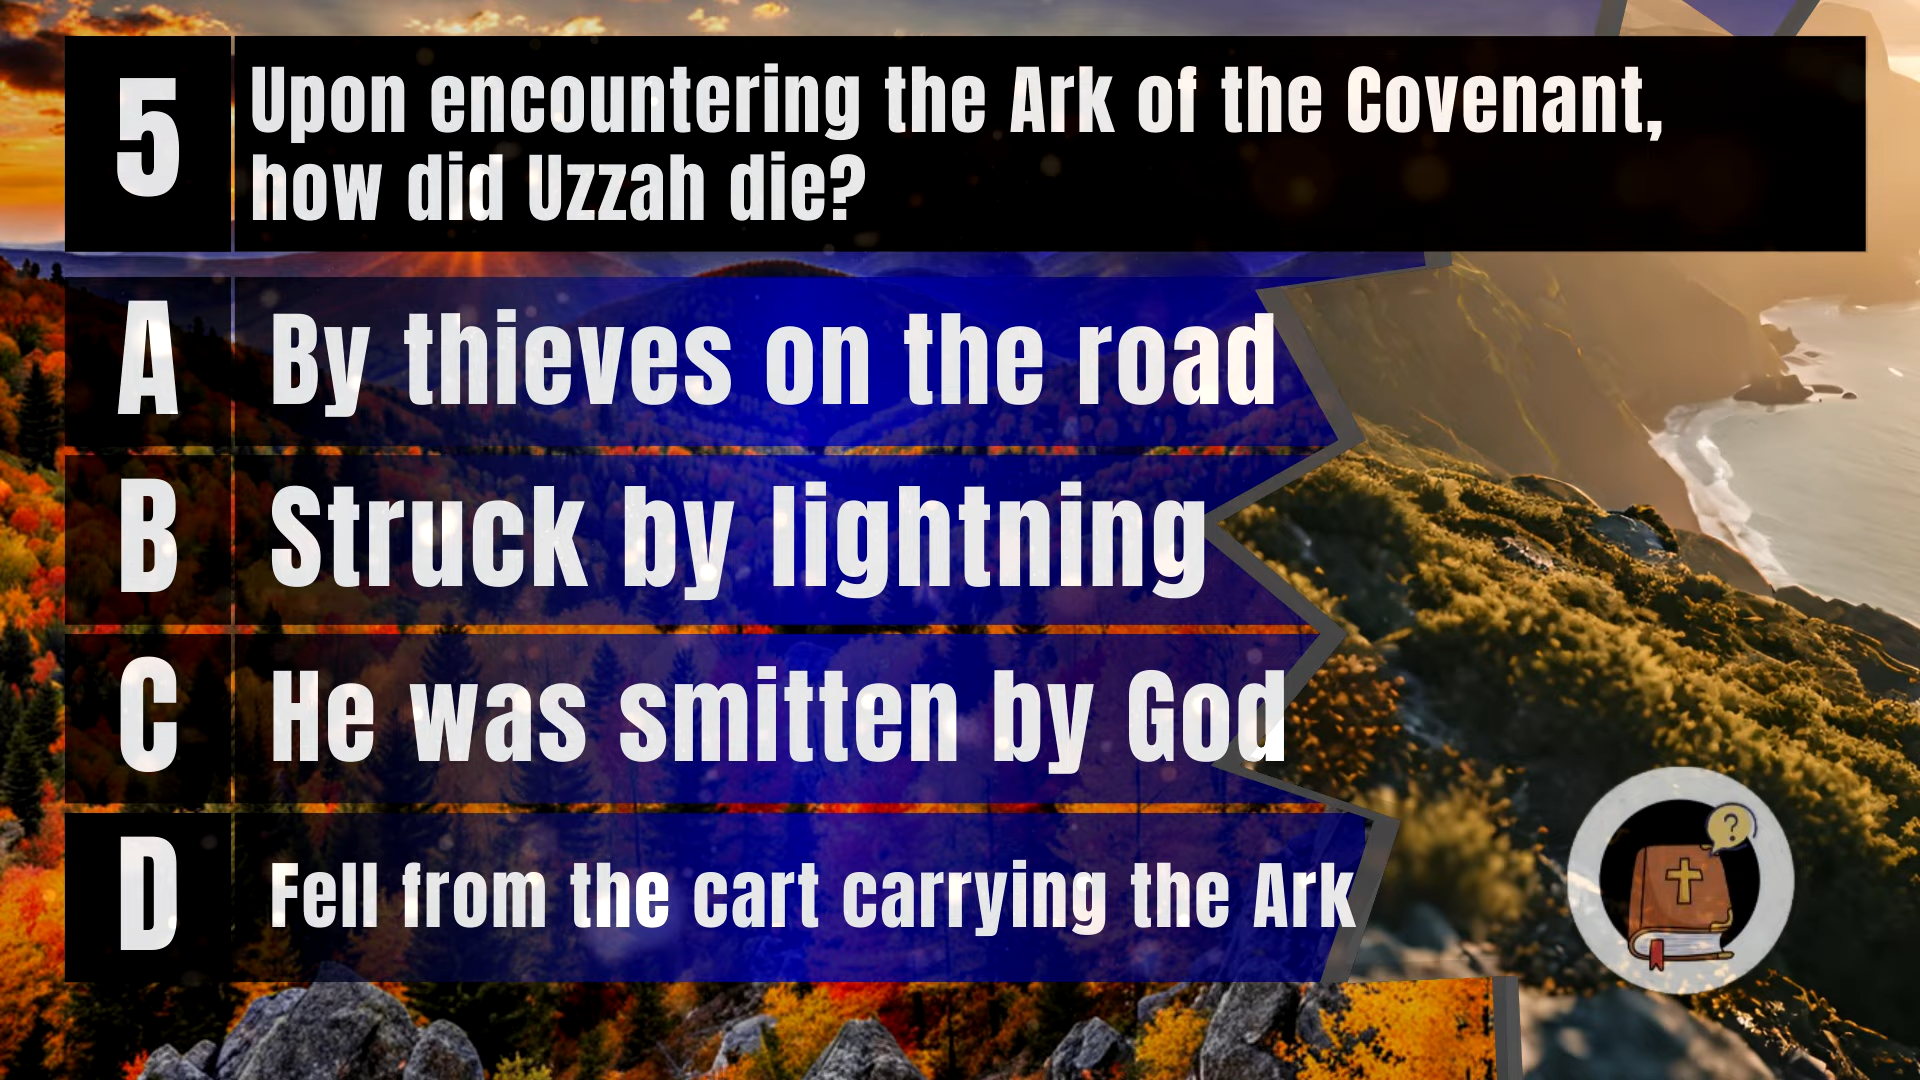 5
Upon encountering the Ark of the Covenant,
how did Uzzah die?
A
By thieves on the road
B
Struck by lightning
C
He was smitten by God
D
Fell from the cart carrying the Ark
?